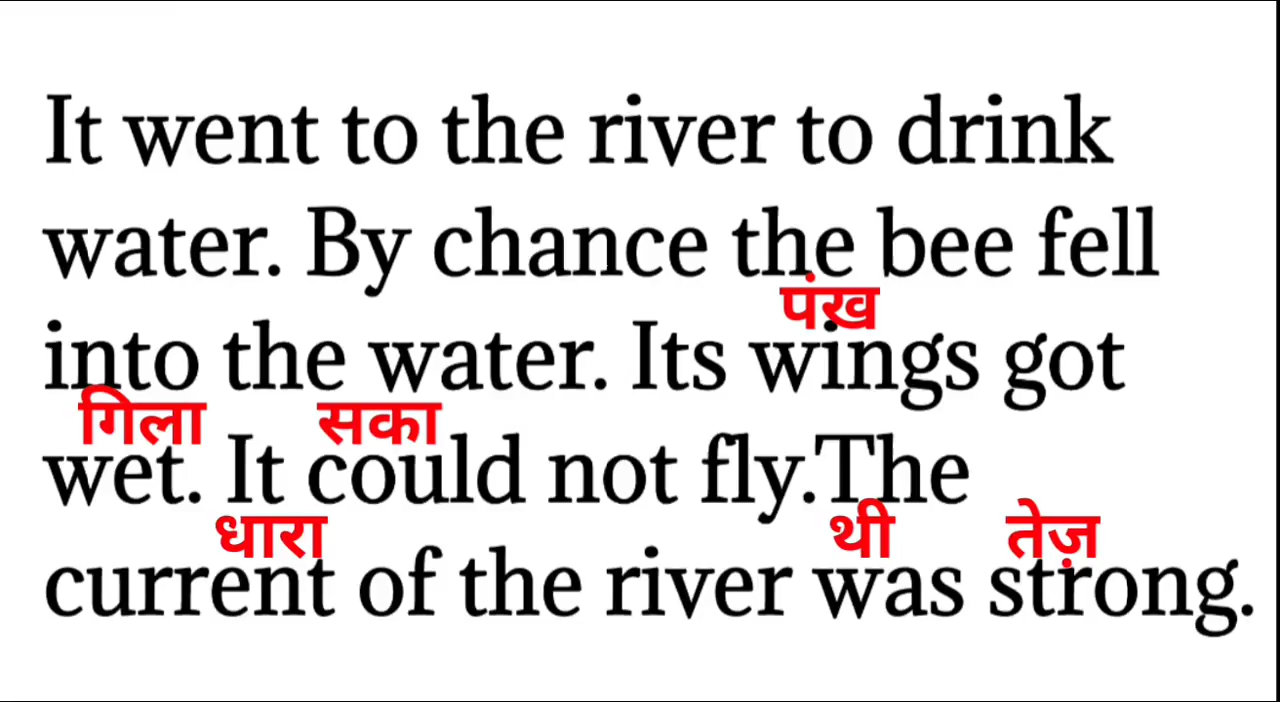 It went to the river to drink
water. By chance the bee fell
पंख
into the water. Its wings got
गिला सका
wet. It could not fly.The
धारा थी तेज़
current of the river was strong.